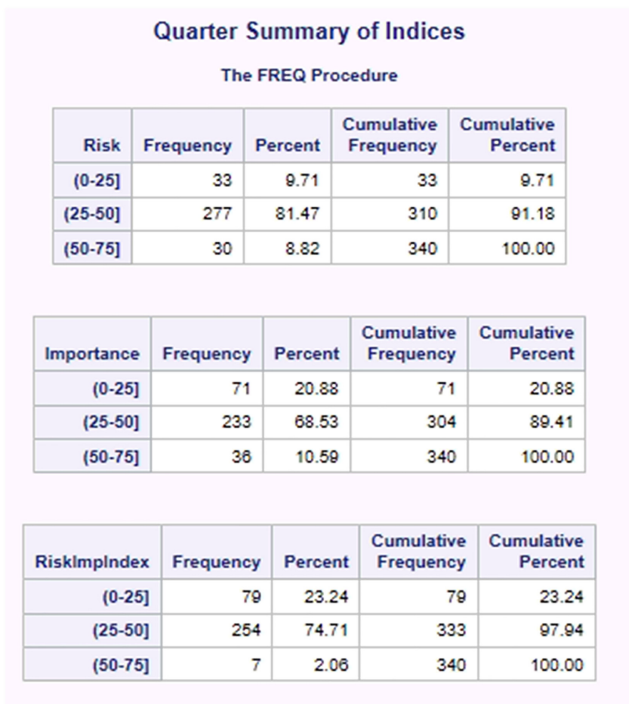 Quarter Summary of Indices
The FREQ Procedure
Risk Frequency Percent Cumulative Frequency Cumulative Percent
(0-25] 33 9.71 33 9.71
(25-50] 277 81.47 310 91.18
(50-75] 30 8.82 340 100.00
Importance Frequency Percent Cumulative Frequency Cumulative Percent
(0-25] 71 20.88 71 20.88
(25-50] 233 68.53 304 89.41
(50-75] 36 10.59 340 100.00
RiskImpIndex Frequency Percent Cumulative Frequency Cumulative Percent
(0-25] 79 23.24 79 23.24
(25-50] 254 74.71 333 97.94
(50-75] 7 2.06 340 100.00